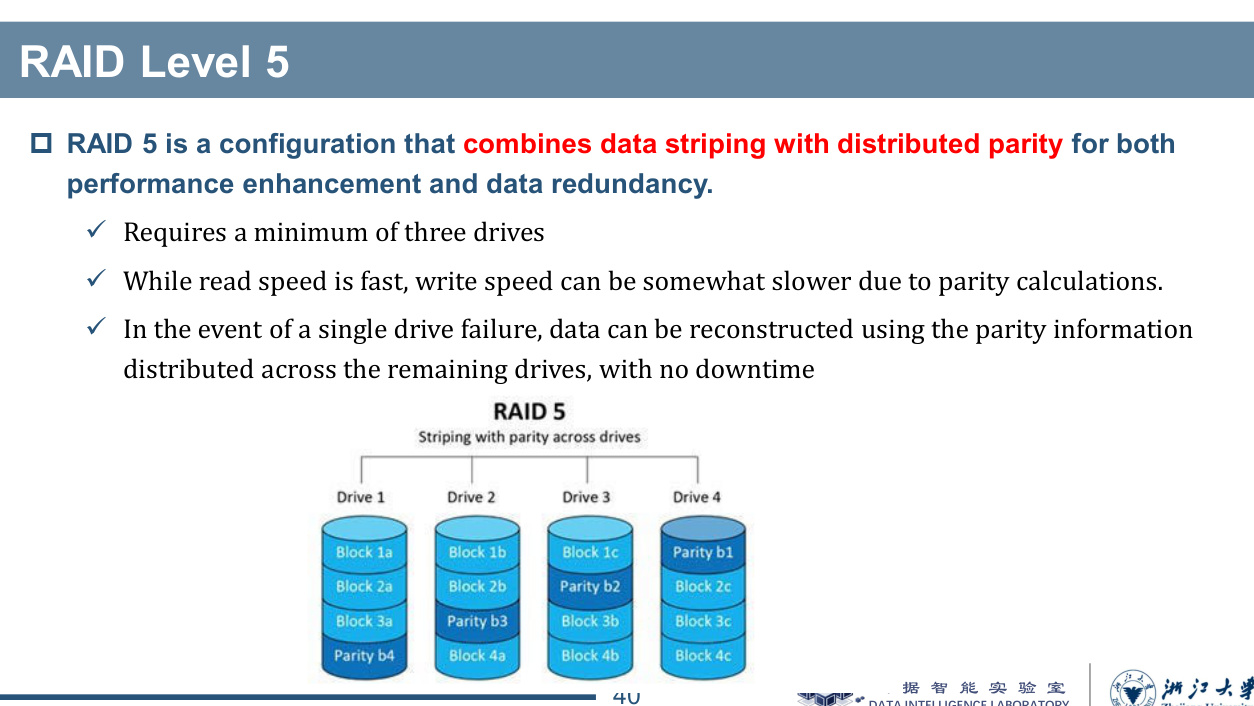 RAID Level 5
RAID 5 is a configuration that combines data striping with distributed parity for both
performance enhancement and data redundancy.
Requires a minimum of three drives
While read speed is fast, write speed can be somewhat slower due to parity calculations.
In the event of a single drive failure, data can be reconstructed using the parity information
distributed across the remaining drives, with no downtime
RAID 5
Striping with parity across drives
Drive 1 Drive 2 Drive 3 Drive 4
Block 1a Block 1b Block 1c Parity b1
Block 2a Block 2b Parity b2 Block 2c
Block 3a Parity b3 Block 3b Block 3c
Parity b4 Block 4a Block 4b Block 4c
40
据智能实验室
DATA INTELLIGENCE LABORATORY
浙江大学